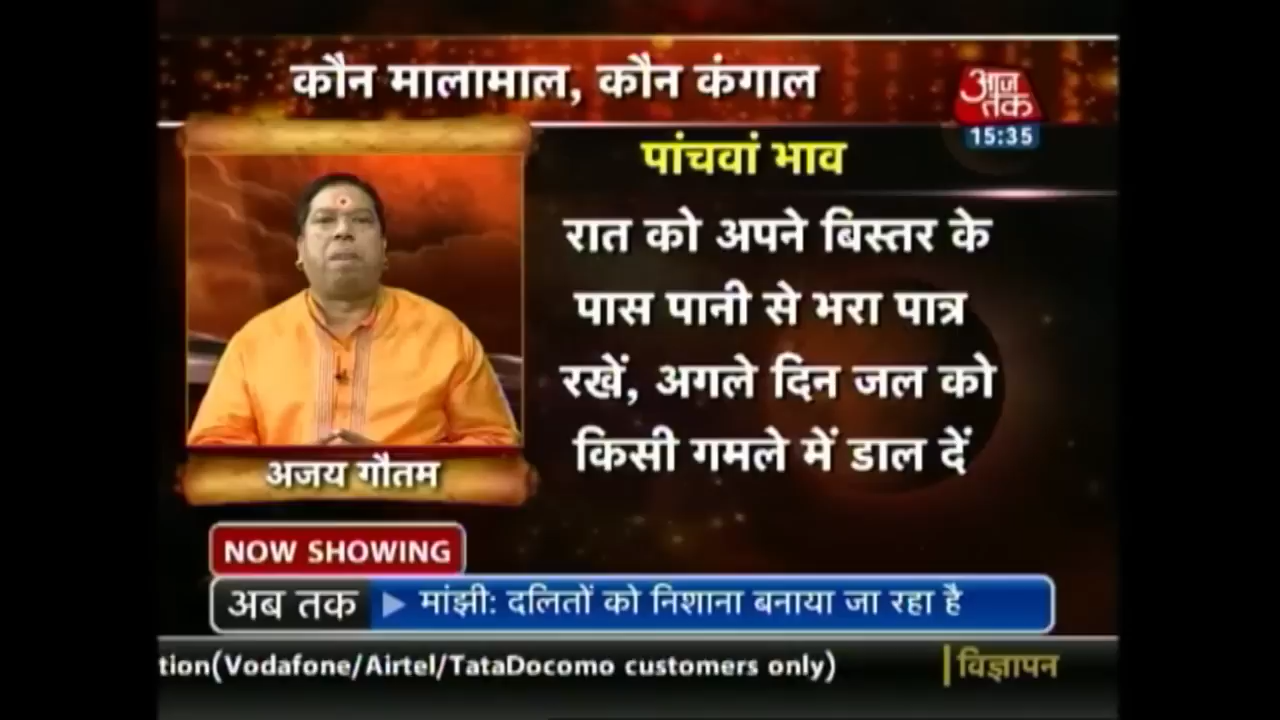 कौन मालामाल, कौन कंगाल
आज
तक
15:35
पांचवां भाव
रात को अपने बिस्तर के
पास पानी से भरा पात्र
रखें, अगले दिन जल को
किसी गमले में डाल दें
अजय गौतम
NOW SHOWING
अब तक मांझी: दलितों को निशाना बनाया जा रहा है
tion(Vodafone/Airtel/TataDocomo customers only) विज्ञापन